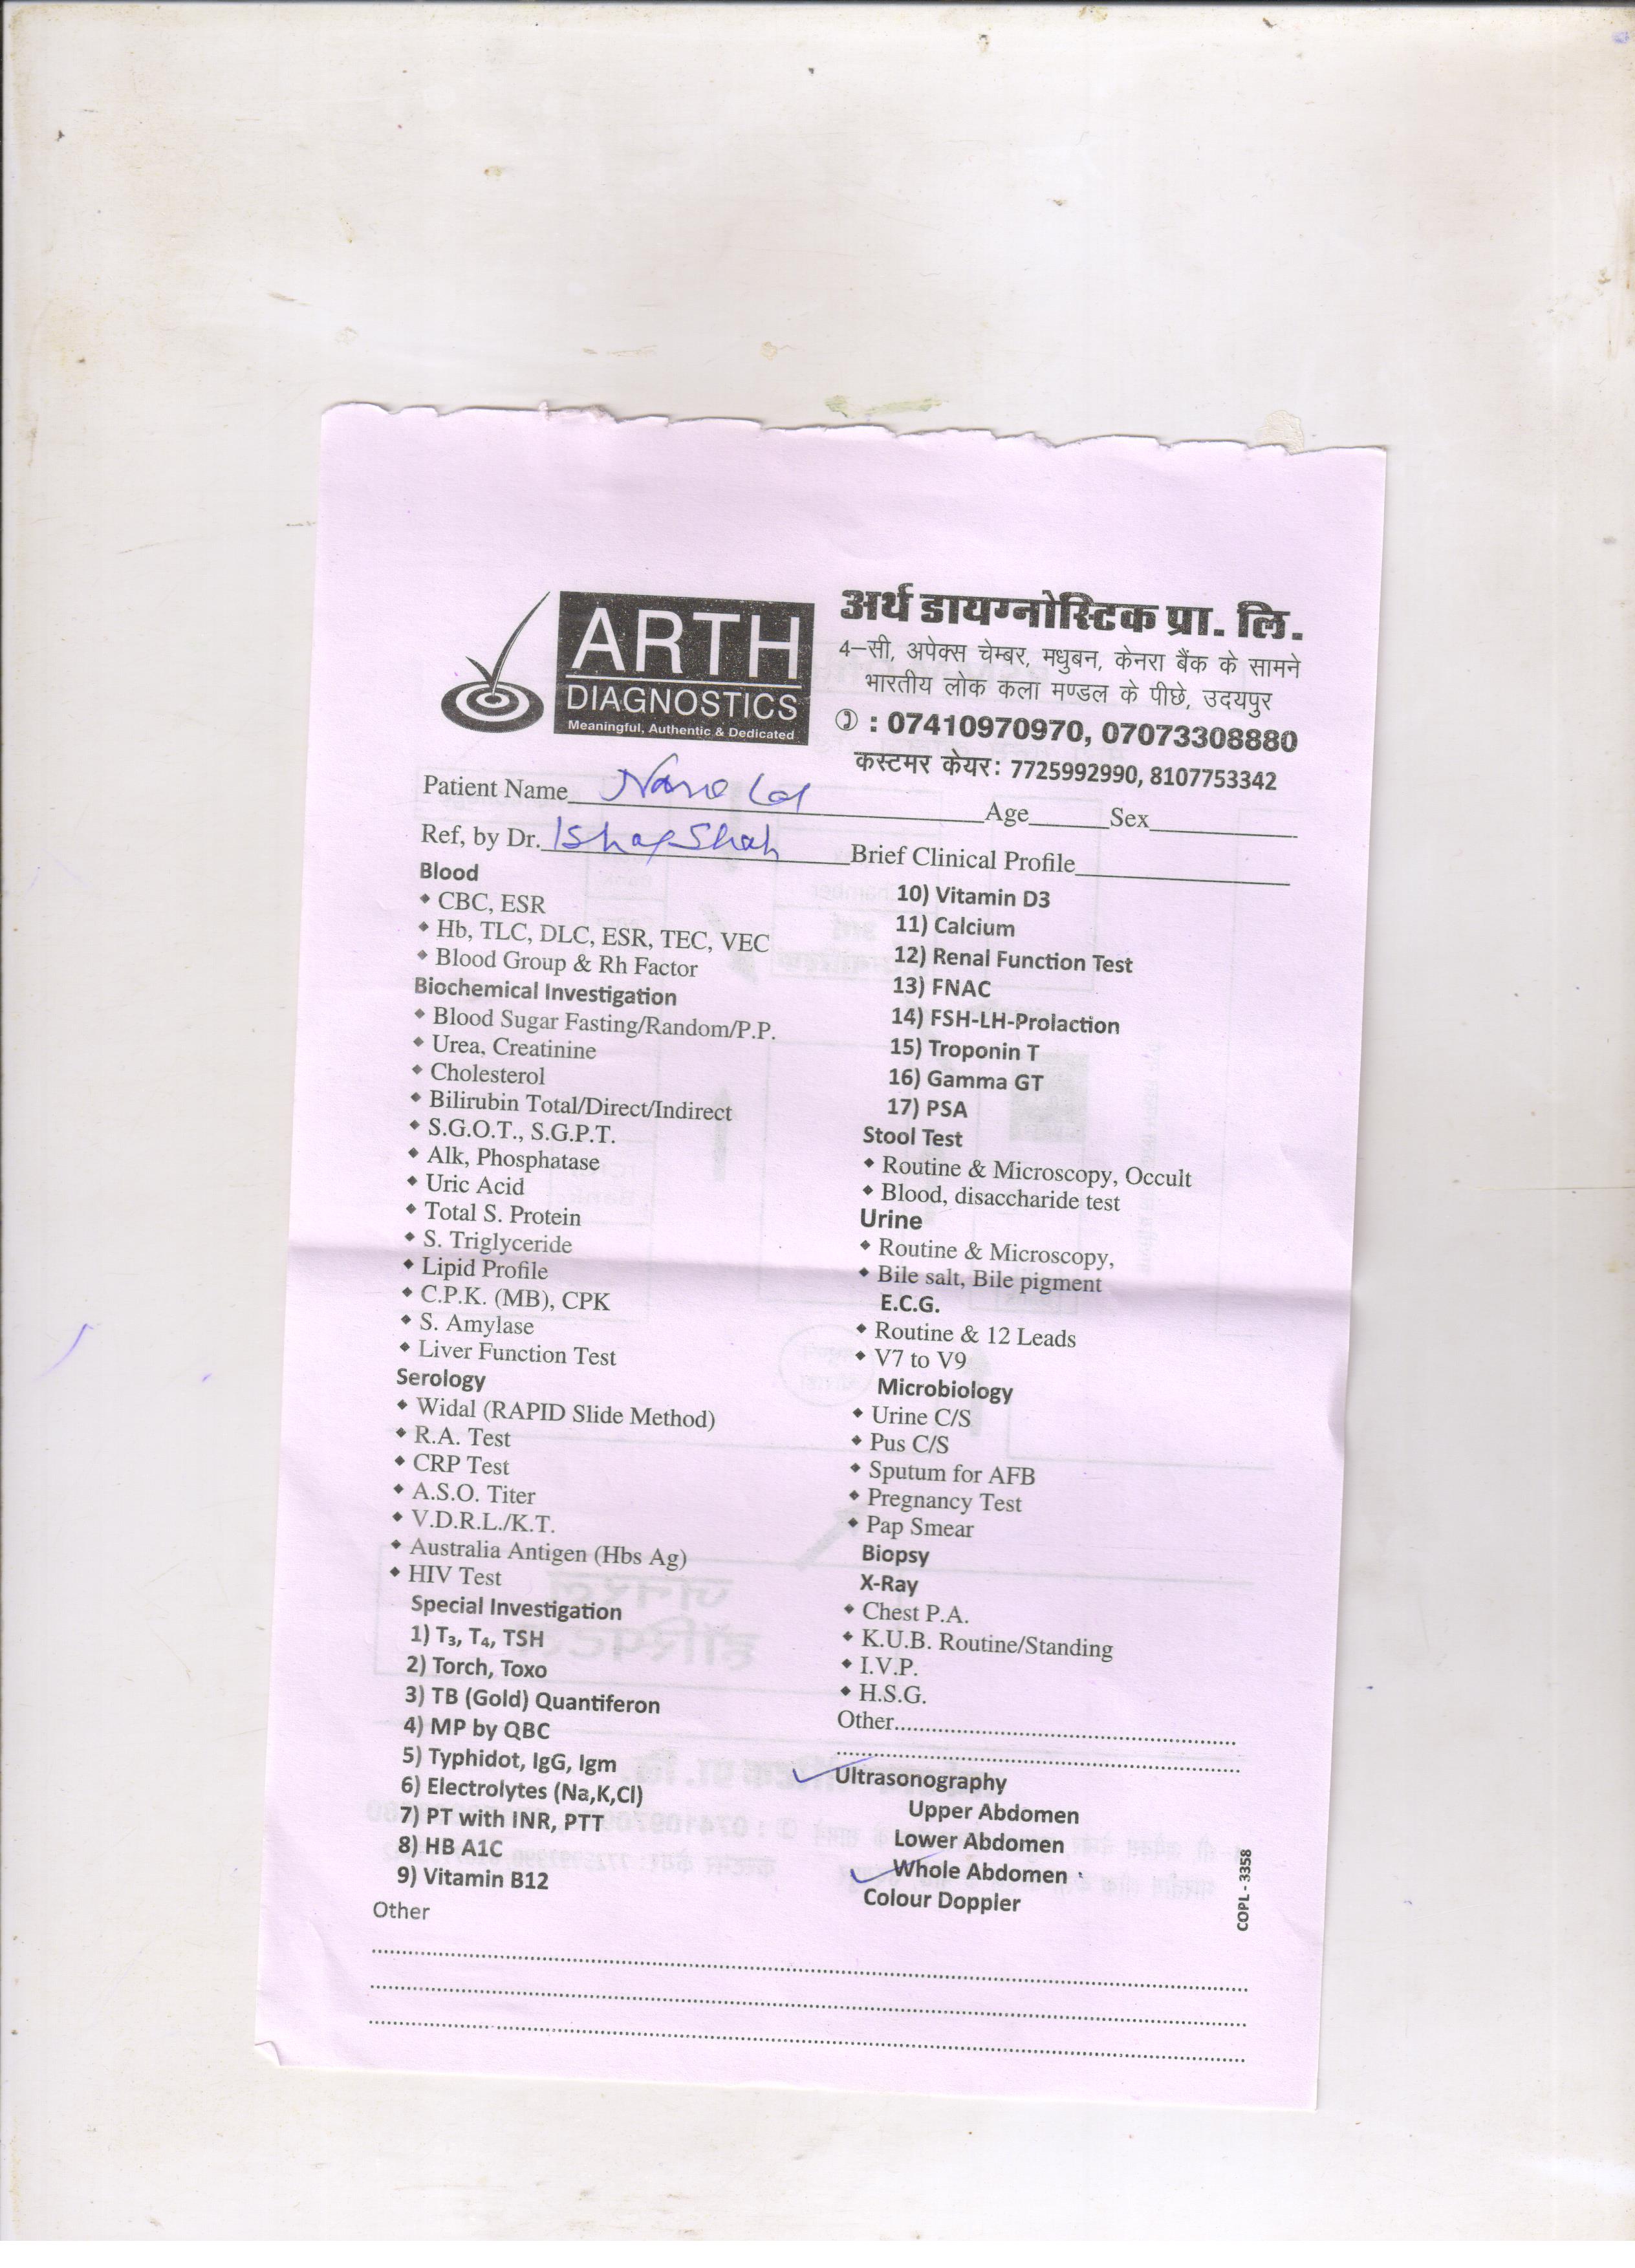 ARTH
DIAGNOSTICS
Meaningful, Authentic & Dedicated
अर्थ डायग्नोस्टिक प्रा. लि.
4–सी, अपेक्स चेम्बर, मधुबन, केनरा बैंक के सामने
भारतीय लोक कला मण्डल के पीछे, उदयपुर
: 07410970970, 07073308880
कस्टमर केयर: 7725992990, 8107753342
Patient Name Age Sex
Ref, by Dr. Shah Brief Clinical Profile
Blood
CBC, ESR
Hb, TLC, DLC, ESR, TEC, VEC
Blood Group & Rh Factor
Biochemical Investigation
Blood Sugar Fasting/Random/P.P.
Urea, Creatinine
Cholesterol
Bilirubin Total/Direct/Indirect
S.G.O.T., S.G.P.T.
Alk, Phosphatase
Uric Acid
Total S. Protein
S. Triglyceride
Lipid Profile
C.P.K. (MB), CPK
S. Amylase
Liver Function Test
Serology
Widal (RAPID Slide Method)
R.A. Test
CRP Test
A.S.O. Titer
V.D.R.L./K.T.
Australia Antigen (Hbs Ag)
HIV Test
Special Investigation
1) T₃, T₄, TSH
2) Torch, Toxo
3) TB (Gold) Quantiferon
4) MP by QBC
5) Typhidot, IgG, Igm
6) Electrolytes (Na,K,Cl)
7) PT with INR, PTT
8) HB A1C
9) Vitamin B12
Other
10) Vitamin D3
11) Calcium
12) Renal Function Test
13) FNAC
14) FSH-LH-Prolaction
15) Troponin T
16) Gamma GT
17) PSA
Stool Test
Routine & Microscopy, Occult
Blood, disaccharide test
Urine
Routine & Microscopy,
Bile salt, Bile pigment
E.C.G.
Routine & 12 Leads
V7 to V9
Microbiology
Urine C/S
Pus C/S
Sputum for AFB
Pregnancy Test
Pap Smear
Biopsy
X-Ray
Chest P.A.
K.U.B. Routine/Standing
I.V.P.
H.S.G.
Other
Ultrasonography
Upper Abdomen
Lower Abdomen
Whole Abdomen
Colour Doppler
COPL - 3358